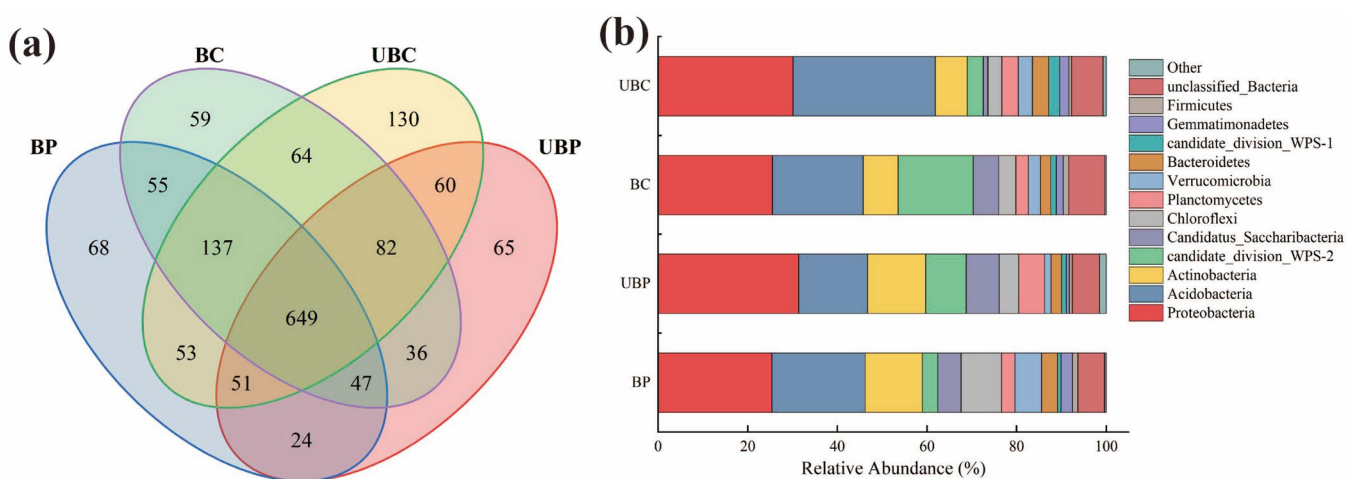 (a)
BC
UBC
BP
UBP
59
130
64
55
60
68
137
82
65
649
53
36
51
47
24
(b)
UBC
BC
UBP
BP
0
20
40
60
80
100
Relative Abundance (%)
Other
unclassified_Bacteria
Firmicutes
Gemmatimonadetes
candidate_division_WPS-1
Bacteroidetes
Verrucomicrobia
Planctomycetes
Chloroflexi
Candidatus_Saccharibacteria
candidate_division_WPS-2
Actinobacteria
Acidobacteria
Proteobacteria